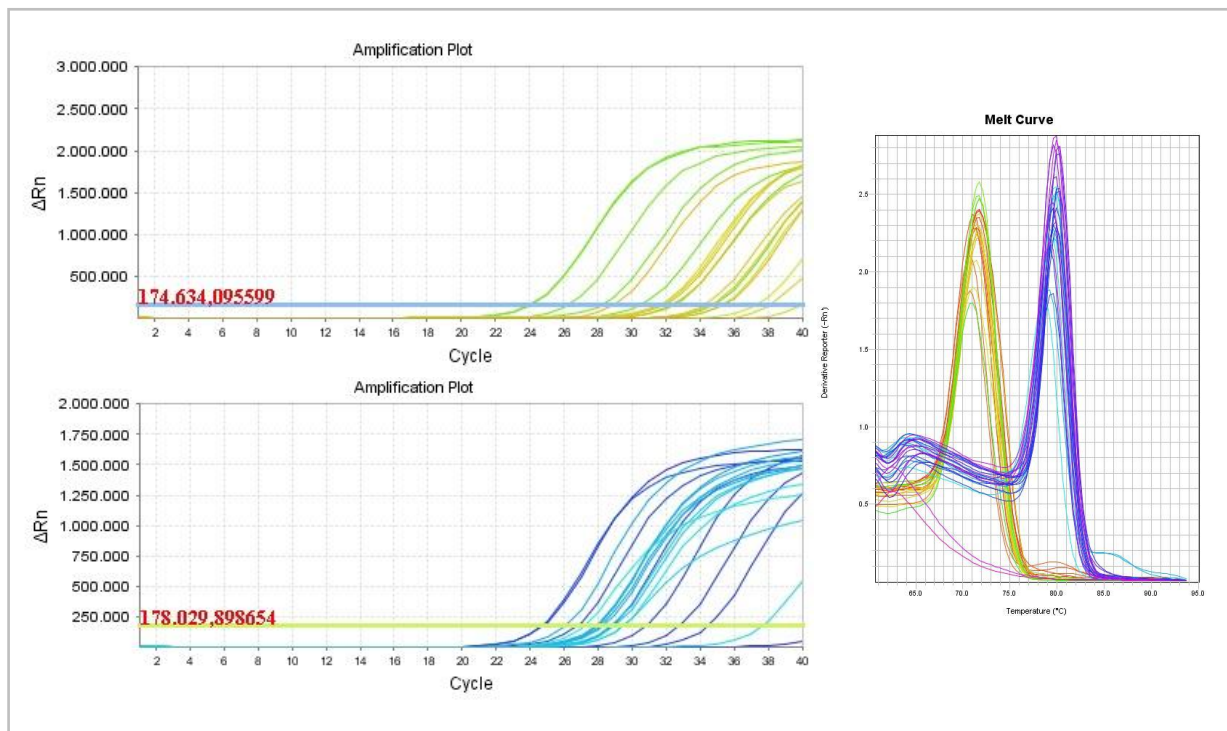 Amplification Plot
3.000.000
2.500.000
2.000.000
1.500.000
1.000.000
500.000
174.634,095599
ΔRn
2 4 6 8 10 12 14 16 18 20 22 24 26 28 30 32 34 36 38 40
Cycle
Amplification Plot
2.000.000
1.750.000
1.500.000
1.250.000
1.000.000
750.000
500.000
250.000
178.029,898654
ΔRn
2 4 6 8 10 12 14 16 18 20 22 24 26 28 30 32 34 36 38 40
Cycle
Melt Curve
2.5
2.0
1.5
1.0
0.5
Derivative Reporter (-Rn')
65.0 70.0 75.0 80.0 85.0 90.0 95.0
Temperature (°C)